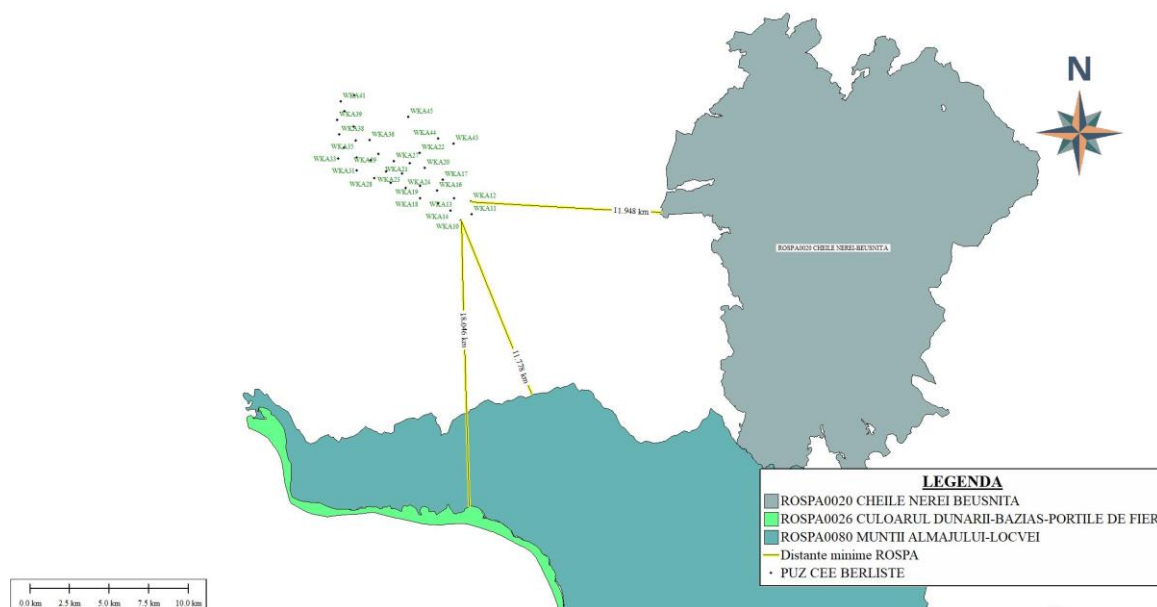 WKA41
WKA39
WKA45
WKA38
WKA36
WKA44
WKA43
WKA35
WKA22
WKA33
WKA27
WKA20
WKA31
WKA21
WKA17
WKA28
WKA23
WKA24
WKA16
WKA19
WKA12
WKA18
WKA13
WKA14
WKA10
N
11.948 km
18.046 km
11.778 km
ROSPA0020 CHEILE NEREI-BEUSNITA
LEGENDA
ROSPA0020 CHEILE NEREI BEUSNITA
ROSPA0026 CULOARUL DUNARII-BAZIAS-PORTILE DE FIER
ROSPA0080 MUNTII ALMAJULUI-LOCVEI
Distante minime ROSPA
PUZ CEE BERLISTE
0.0 km 2.5 km 5.0 km 7.5 km 10.0 km